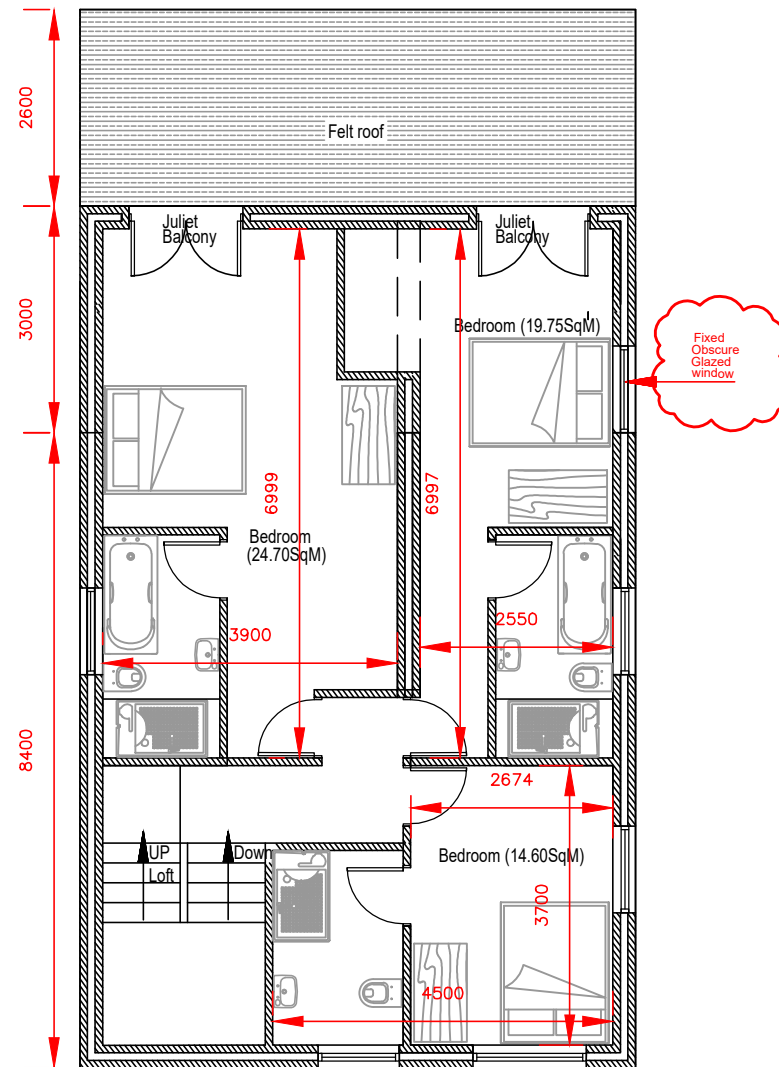 2600
Felt roof
Juliet
Balcony
Juliet
Balcony
3000
Bedroom (19.75SqM)
Fixed
Obscure
Glazed
window
6999
6997
Bedroom
(24.70SqM)
3900
2550
8400
2674
UP
Loft
Down
Bedroom (14.60SqM)
3700
4500